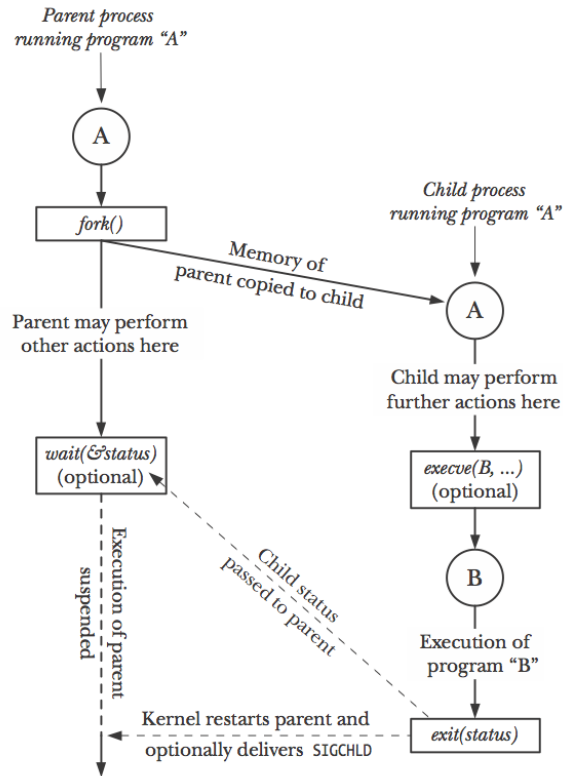 Parent process
running program “A”
A
fork()
Memory of
parent copied to child
Child process
running program “A”
A
Parent may perform
other actions here
Child may perform
further actions here
wait(&status)
(optional)
execve(B, ...)
(optional)
Execution of parent
suspended
Child status
passed to parent
B
Execution of
program “B”
Kernel restarts parent and
optionally delivers SIGCHLD
exit(status)